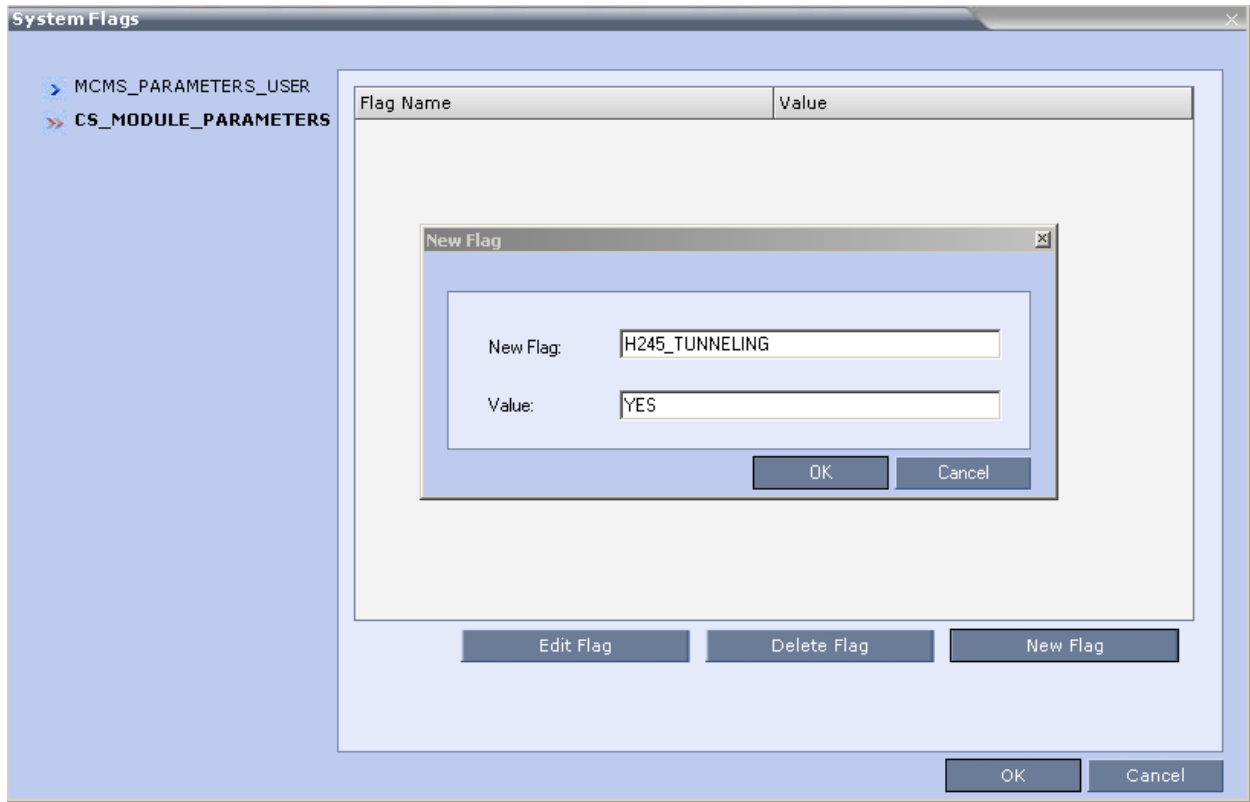 System Flags
MCMS_PARAMETERS_USER
CS_MODULE_PARAMETERS
Flag Name Value
New Flag
New Flag: H245_TUNNELING
Value: YES
OK Cancel
Edit Flag Delete Flag New Flag
OK Cancel